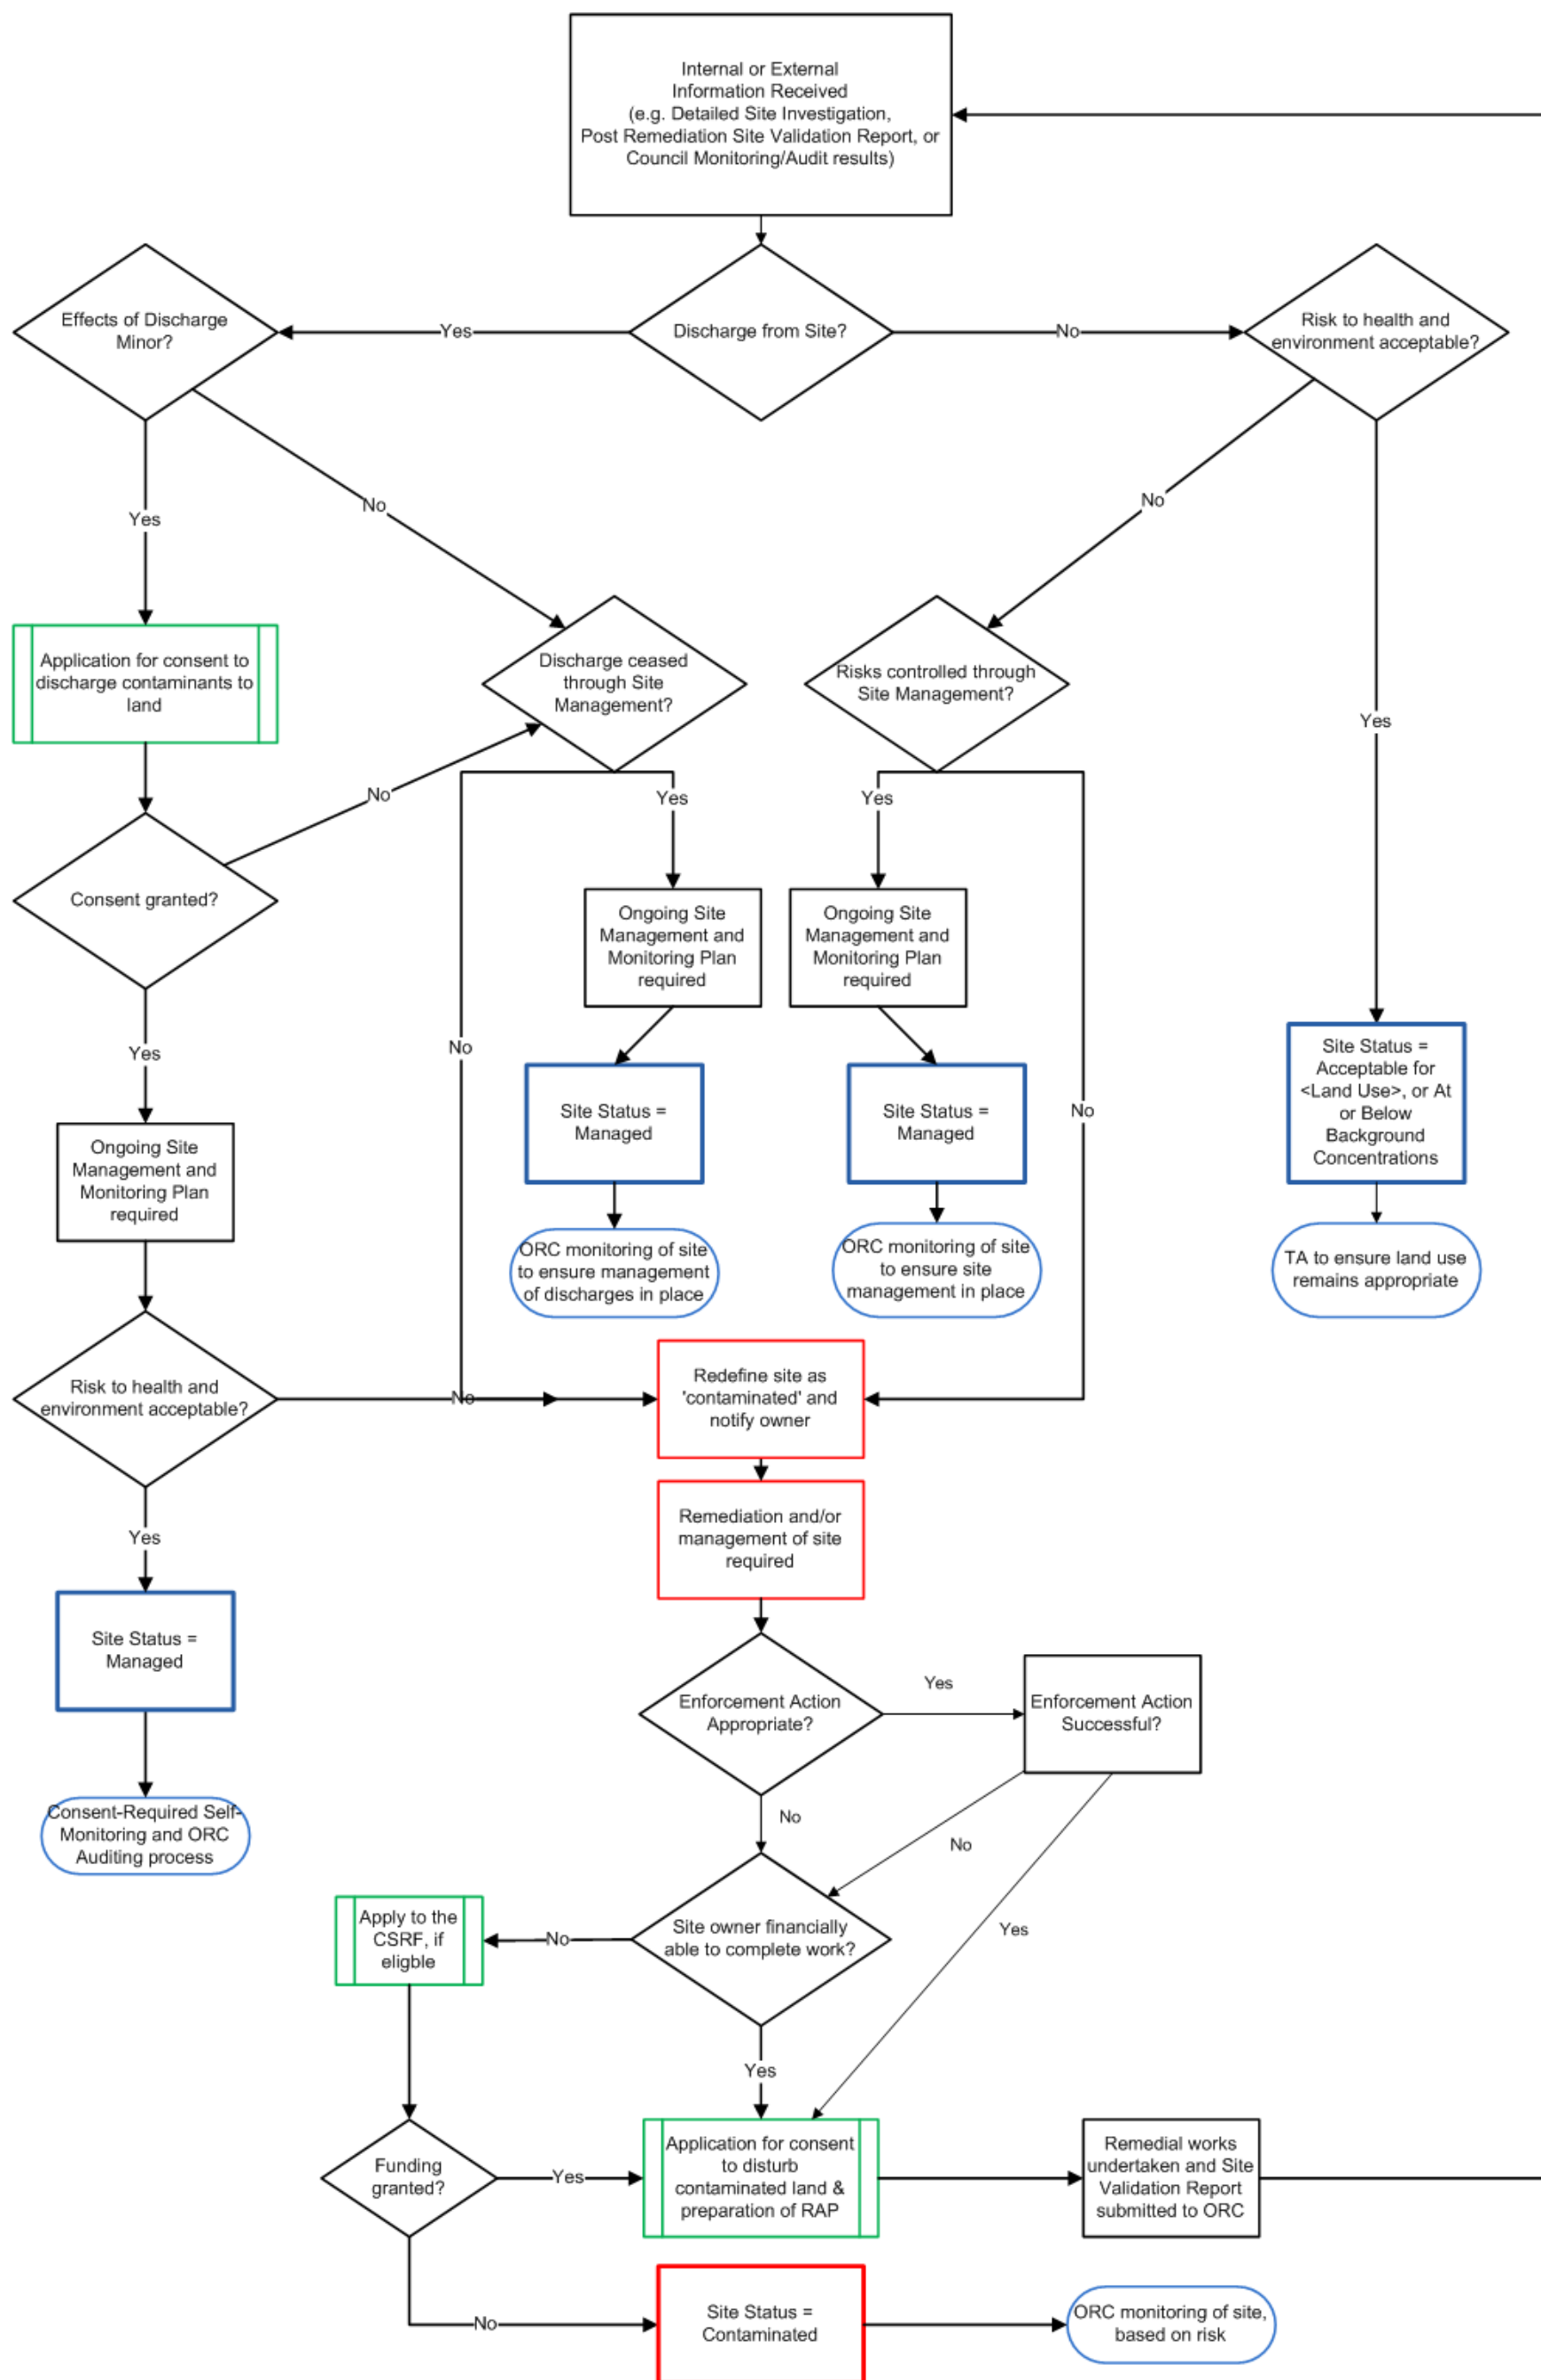 Internal or External
Information Received
(e.g. Detailed Site Investigation,
Post Remediation Site Validation Report, or
Council Monitoring/Audit results)
Effects of Discharge
Minor?
Yes
Discharge from Site?
No
Risk to health and
environment acceptable?
No
No
Yes
Application for consent to
discharge contaminants to
land
Discharge ceased
through Site
Management?
Risks controlled through
Site Management?
Yes
No
Yes
Yes
Consent granted?
Ongoing Site
Management and
Monitoring Plan
required
Ongoing Site
Management and
Monitoring Plan
required
No
Yes
Site Status =
Managed
Site Status =
Managed
No
Site Status =
Acceptable for
<Land Use>, or At
or Below
Background
Concentrations
Ongoing Site
Management and
Monitoring Plan
required
ORC monitoring of site
to ensure management
of discharges in place
ORC monitoring of site
to ensure site
management in place
TA to ensure land use
remains appropriate
Risk to health and
environment acceptable?
No
Redefine site as
'contaminated' and
notify owner
Yes
Remediation and/or
management of site
required
Site Status =
Managed
Enforcement Action
Appropriate?
Yes
Enforcement Action
Successful?
No
No
Yes
Consent-Required Self-
Monitoring and ORC
Auditing process
Apply to the
CSRF, if
eligble
No
Site owner financially
able to complete work?
Yes
Funding
granted?
Yes
Application for consent
to disturb
contaminated land &
preparation of RAP
Remedial works
undertaken and Site
Validation Report
submitted to ORC
No
Site Status =
Contaminated
ORC monitoring of site,
based on risk